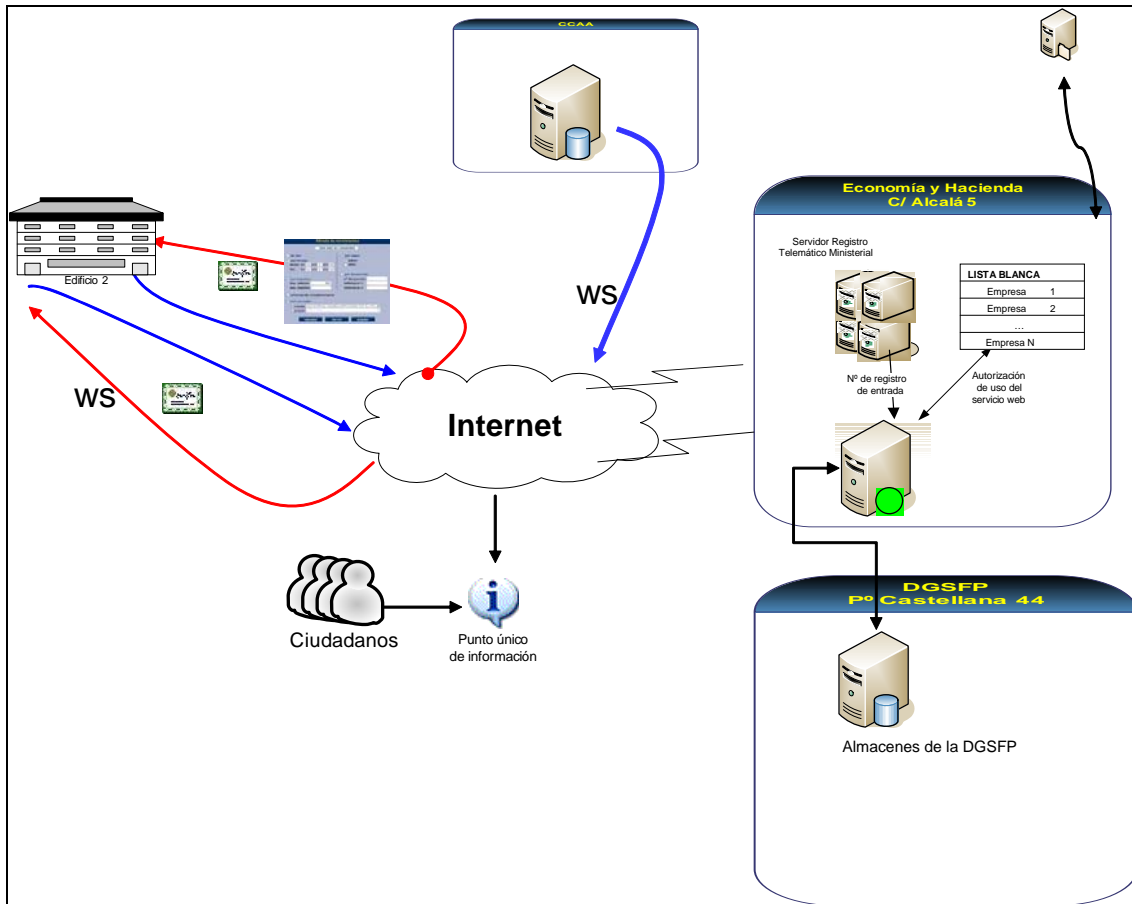 CCAA
Economía y Hacienda
C/ Alcalá 5
Servidor Registro
Telemático Ministerial
LISTA BLANCA
Empresa 1
Empresa 2
...
Empresa N
Nº de registro
de entrada
Autorización
de uso del
servicio web
Edificio 2
WS
WS
Internet
Ciudadanos
Punto único
de información
DGSFP
Pº Castellana 44
Almacenes de la DGSFP